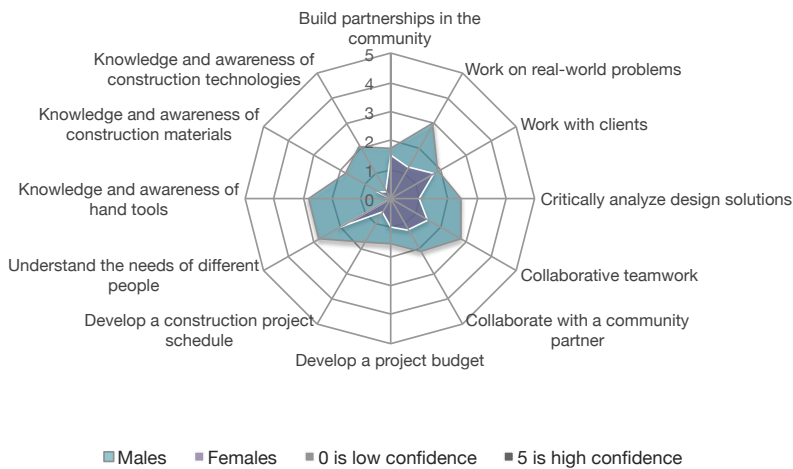 Build partnerships in the
community
Knowledge and awareness of
construction technologies
Work on real-world problems
Knowledge and awareness of
construction materials
Work with clients
Knowledge and awareness of
hand tools
Critically analyze design solutions
Understand the needs of different
people
Collaborative teamwork
Develop a construction project
schedule
Collaborate with a community
partner
Develop a project budget
5
4
3
2
1
0
Males
Females
0 is low confidence
5 is high confidence